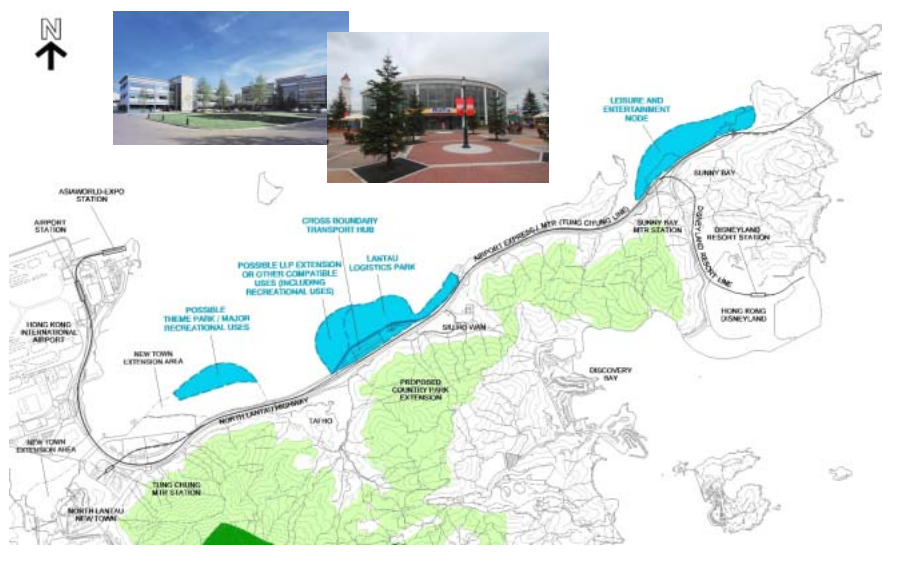 N
LEISURE AND
ENTERTAINMENT
NODE
SUNNY BAY
ASIAWORLD-EXPO
STATION
AIRPORT
STATION
CROSS BOUNDARY
TRANSPORT HUB
AIRPORT EXPRESS / MTR (TUNG CHUNG LINE)
SUNNY BAY
MTR STATION
DISNEYLAND RESORT LINE
DISNEYLAND
RESORT STATION
LANTAU
LOGISTICS PARK
POSSIBLE LLP EXTENSION
OR OTHER COMPATIBLE
USES (INCLUDING
RECREATIONAL USES)
POSSIBLE
THEME PARK / MAJOR
RECREATIONAL USES
HONG KONG
INTERNATIONAL
AIRPORT
SIU HO WAN
HONG KONG
DISNEYLAND
NEW TOWN
EXTENSION AREA
DISCOVERY
BAY
PROPOSED
COUNTRY PARK
EXTENSION
NORTH LANTAU HIGHWAY
TAI HO
NEW TOWN
EXTENSION AREA
TUNG CHUNG
MTR STATION
NORTH LANTAU
NEW TOWN